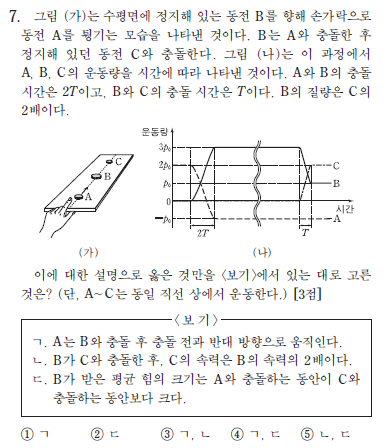 7. 그림 (가)는 수평면에 정지해 있는 동전 B를 향해 손가락으로
동전 A를 튕기는 모습을 나타낸 것이다. B는 A와 충돌한 후
정지해 있던 동전 C와 충돌한다. 그림 (나)는 이 과정에서
A, B, C의 운동량을 시간에 따라 나타낸 것이다. A와 B의 충돌
시간은 2T이고, B와 C의 충돌 시간은 T이다. B의 질량은 C의
2배이다.
운동량
3p₀
2p₀
p₀
0
-p₀
C
B
A
시간
2T
T
A
B
C
(가)
(나)
이에 대한 설명으로 옳은 것만을 <보기>에서 있는 대로 고른
것은? (단, A~C는 동일 직선 상에서 운동한다.) [3점]
<보 기>
ㄱ. A는 B와 충돌 후 충돌 전과 반대 방향으로 움직인다.
ㄴ. B가 C와 충돌한 후, C의 속력은 B의 속력의 2배이다.
ㄷ. B가 받은 평균 힘의 크기는 A와 충돌하는 동안이 C와
충돌하는 동안보다 크다.
① ㄱ ② ㄷ ③ ㄱ, ㄴ ④ ㄱ, ㄷ ⑤ ㄴ, ㄷ